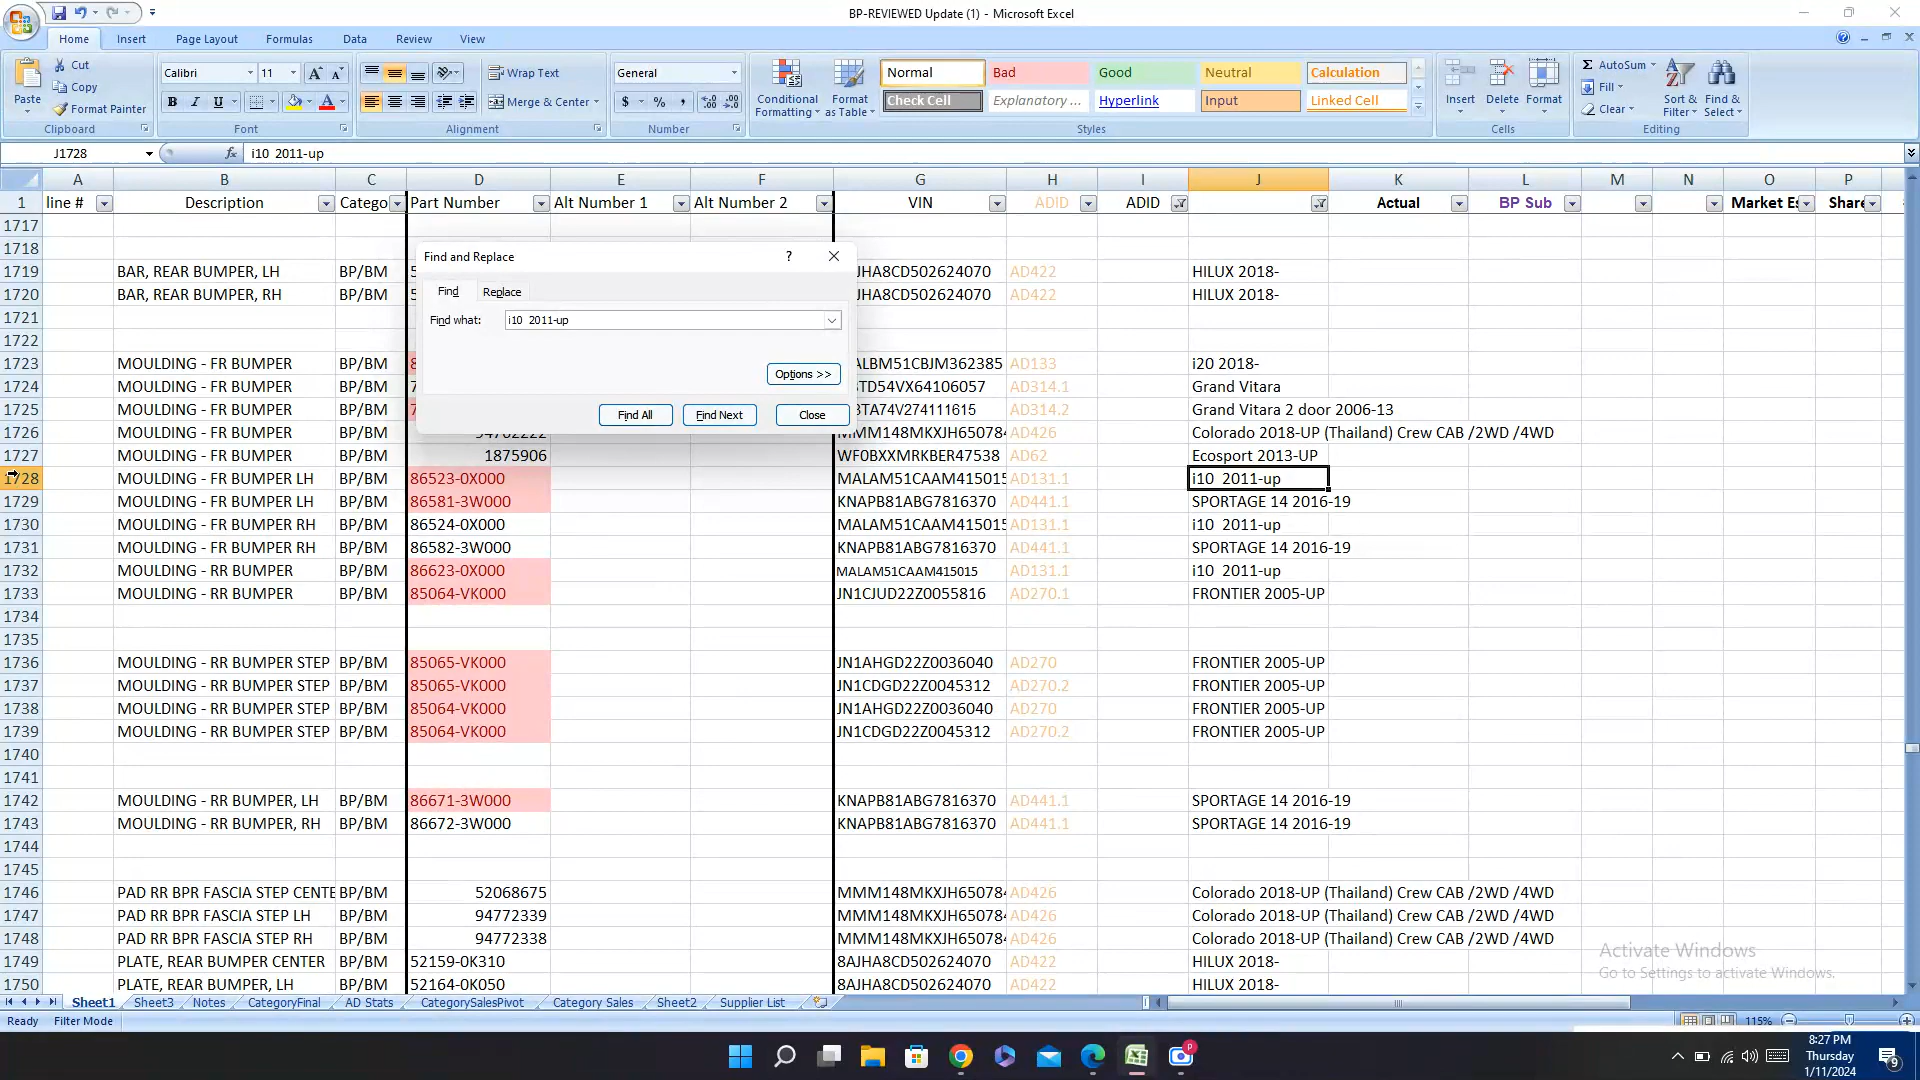 BP-REVIEWED Update (1) - Microsoft Excel
Home Insert Page Layout Formulas Data Review View
Paste Cut Copy Format Painter Clipboard
Calibri 11 B I U Font
Wrap Text Merge & Center Alignment
General $ % , Number
Conditional Formatting Format as Table
Normal Bad Good Neutral Calculation
Check Cell Explanatory ... Hyperlink Input Linked Cell
Styles
Insert Delete Format Cells
Σ AutoSum Fill Clear Sort & Filter Find & Select Editing
J1728 fx i10 2011-up
A B C D E F G H I J K L M N O P
1 line # Description Catego Part Number Alt Number 1 Alt Number 2 VIN ADID ADID Actual BP Sub Market Es Share
1717
1718
1719 BAR, REAR BUMPER, LH BP/BM 5 JHA8CD502624070 AD422 HILUX 2018-
1720 BAR, REAR BUMPER, RH BP/BM 5 JHA8CD502624070 AD422 HILUX 2018-
1721
1722
1723 MOULDING - FR BUMPER BP/BM 8 ALBM51CBJM362385 AD133 i20 2018-
1724 MOULDING - FR BUMPER BP/BM 7 TD54VX64106057 AD314.1 Grand Vitara
1725 MOULDING - FR BUMPER BP/BM 7 TA74V274111615 AD314.2 Grand Vitara 2 door 2006-13
1726 MOULDING - FR BUMPER BP/BM 94762222 MMM148MKXJH650784 AD426 Colorado 2018-UP (Thailand) Crew CAB /2WD /4WD
1727 MOULDING - FR BUMPER BP/BM 1875906 WF0BXXMRKBER47538 AD62 Ecosport 2013-UP
1728 MOULDING - FR BUMPER LH BP/BM 86523-0X000 MALAM51CAAM415015 AD131.1 i10 2011-up
1729 MOULDING - FR BUMPER LH BP/BM 86581-3W000 KNAPB81ABG7816370 AD441.1 SPORTAGE 14 2016-19
1730 MOULDING - FR BUMPER RH BP/BM 86524-0X000 MALAM51CAAM415015 AD131.1 i10 2011-up
1731 MOULDING - FR BUMPER RH BP/BM 86582-3W000 KNAPB81ABG7816370 AD441.1 SPORTAGE 14 2016-19
1732 MOULDING - RR BUMPER BP/BM 86623-0X000 MALAM51CAAM415015 AD131.1 i10 2011-up
1733 MOULDING - RR BUMPER BP/BM 85064-VK000 JN1CJUD22Z0055816 AD270.1 FRONTIER 2005-UP
1734
1735
1736 MOULDING - RR BUMPER STEP BP/BM 85065-VK000 JN1AHGD22Z0036040 AD270 FRONTIER 2005-UP
1737 MOULDING - RR BUMPER STEP BP/BM 85065-VK000 JN1CDGD22Z0045312 AD270.2 FRONTIER 2005-UP
1738 MOULDING - RR BUMPER STEP BP/BM 85064-VK000 JN1AHGD22Z0036040 AD270 FRONTIER 2005-UP
1739 MOULDING - RR BUMPER STEP BP/BM 85064-VK000 JN1CDGD22Z0045312 AD270.2 FRONTIER 2005-UP
1740
1741
1742 MOULDING - RR BUMPER, LH BP/BM 86671-3W000 KNAPB81ABG7816370 AD441.1 SPORTAGE 14 2016-19
1743 MOULDING - RR BUMPER, RH BP/BM 86672-3W000 KNAPB81ABG7816370 AD441.1 SPORTAGE 14 2016-19
1744
1745
1746 PAD RR BPR FASCIA STEP CENTE BP/BM 52068675 MMM148MKXJH650784 AD426 Colorado 2018-UP (Thailand) Crew CAB /2WD /4WD
1747 PAD RR BPR FASCIA STEP LH BP/BM 94772339 MMM148MKXJH650784 AD426 Colorado 2018-UP (Thailand) Crew CAB /2WD /4WD
1748 PAD RR BPR FASCIA STEP RH BP/BM 94772338 MMM148MKXJH650784 AD426 Colorado 2018-UP (Thailand) Crew CAB /2WD /4WD
1749 PLATE, REAR BUMPER CENTER BP/BM 52159-0K310 8AJHA8CD502624070 AD422 HILUX 2018-
1750 PLATE, REAR BUMPER, LH BP/BM 52164-0K050 8AJHA8CD502624070 AD422 HILUX 2018-
Find and Replace ?
Find Replace
Find what: i10 2011-up
Options >>
Find All Find Next Close
Activate Windows
Go to Settings to activate Windows.
Sheet1 Sheet3 Notes CategoryFinal AD Stats CategorySalesPivot Category Sales Sheet2 Supplier List
Ready Filter Mode 115%
8:27 PM
Thursday
1/11/2024
9